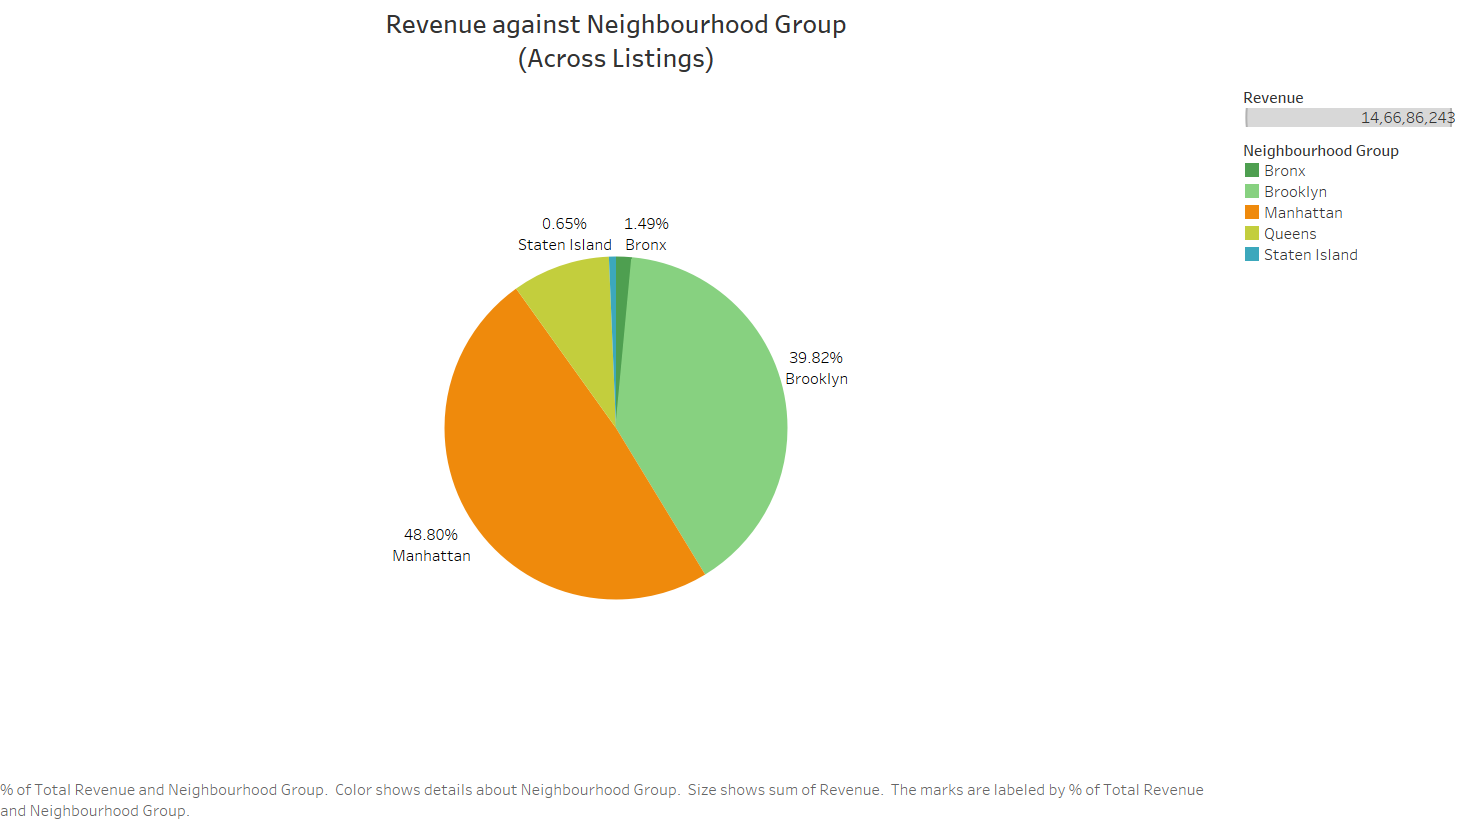 Revenue against Neighbourhood Group
(Across Listings)
Revenue
14,66,86,243
Neighbourhood Group
Bronx
Brooklyn
Manhattan
Queens
Staten Island
0.65%
Staten Island
1.49%
Bronx
39.82%
Brooklyn
48.80%
Manhattan
% of Total Revenue and Neighbourhood Group.  Color shows details about Neighbourhood Group.  Size shows sum of Revenue.  The marks are labeled by % of Total Revenue
and Neighbourhood Group.